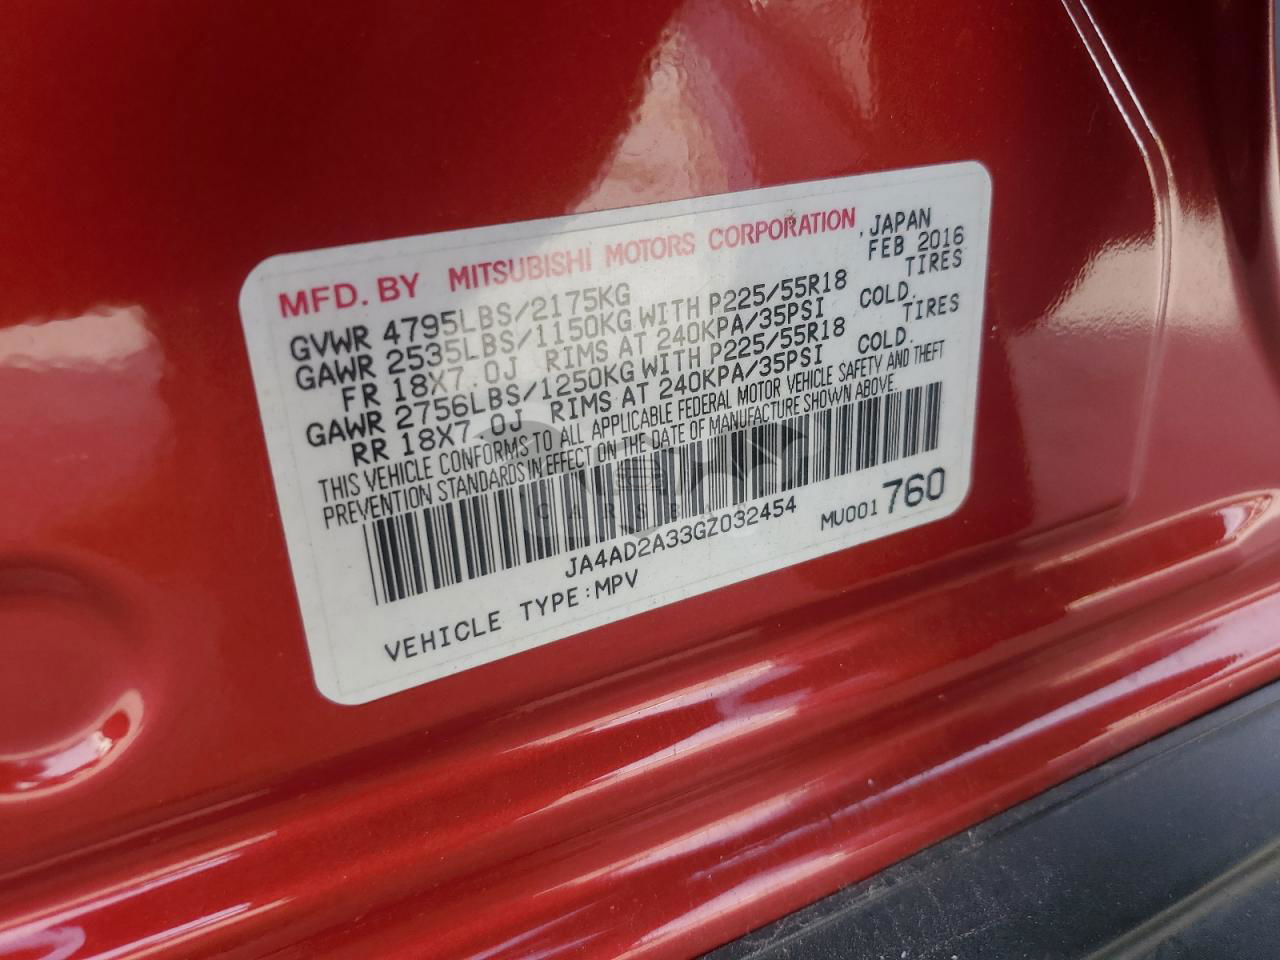 MFD. BY MITSUBISHI MOTORS CORPORATION, JAPAN
FEB 2016
GVWR 4795LBS/2175KG
GAWR 2535LBS/1150KG WITH P225/55R18 TIRES
FR 18X7.0J RIMS AT 240KPA/35PSI COLD.
GAWR 2756LBS/1250KG WITH P225/55R18 TIRES
RR 18X7.0J RIMS AT 240KPA/35PSI COLD.
THIS VEHICLE CONFORMS TO ALL APPLICABLE FEDERAL MOTOR VEHICLE SAFETY AND THEFT
PREVENTION STANDARDS IN EFFECT ON THE DATE OF MANUFACTURE SHOWN ABOVE.
JA4AD2A33GZ032454
MU001 760
VEHICLE TYPE:MPV